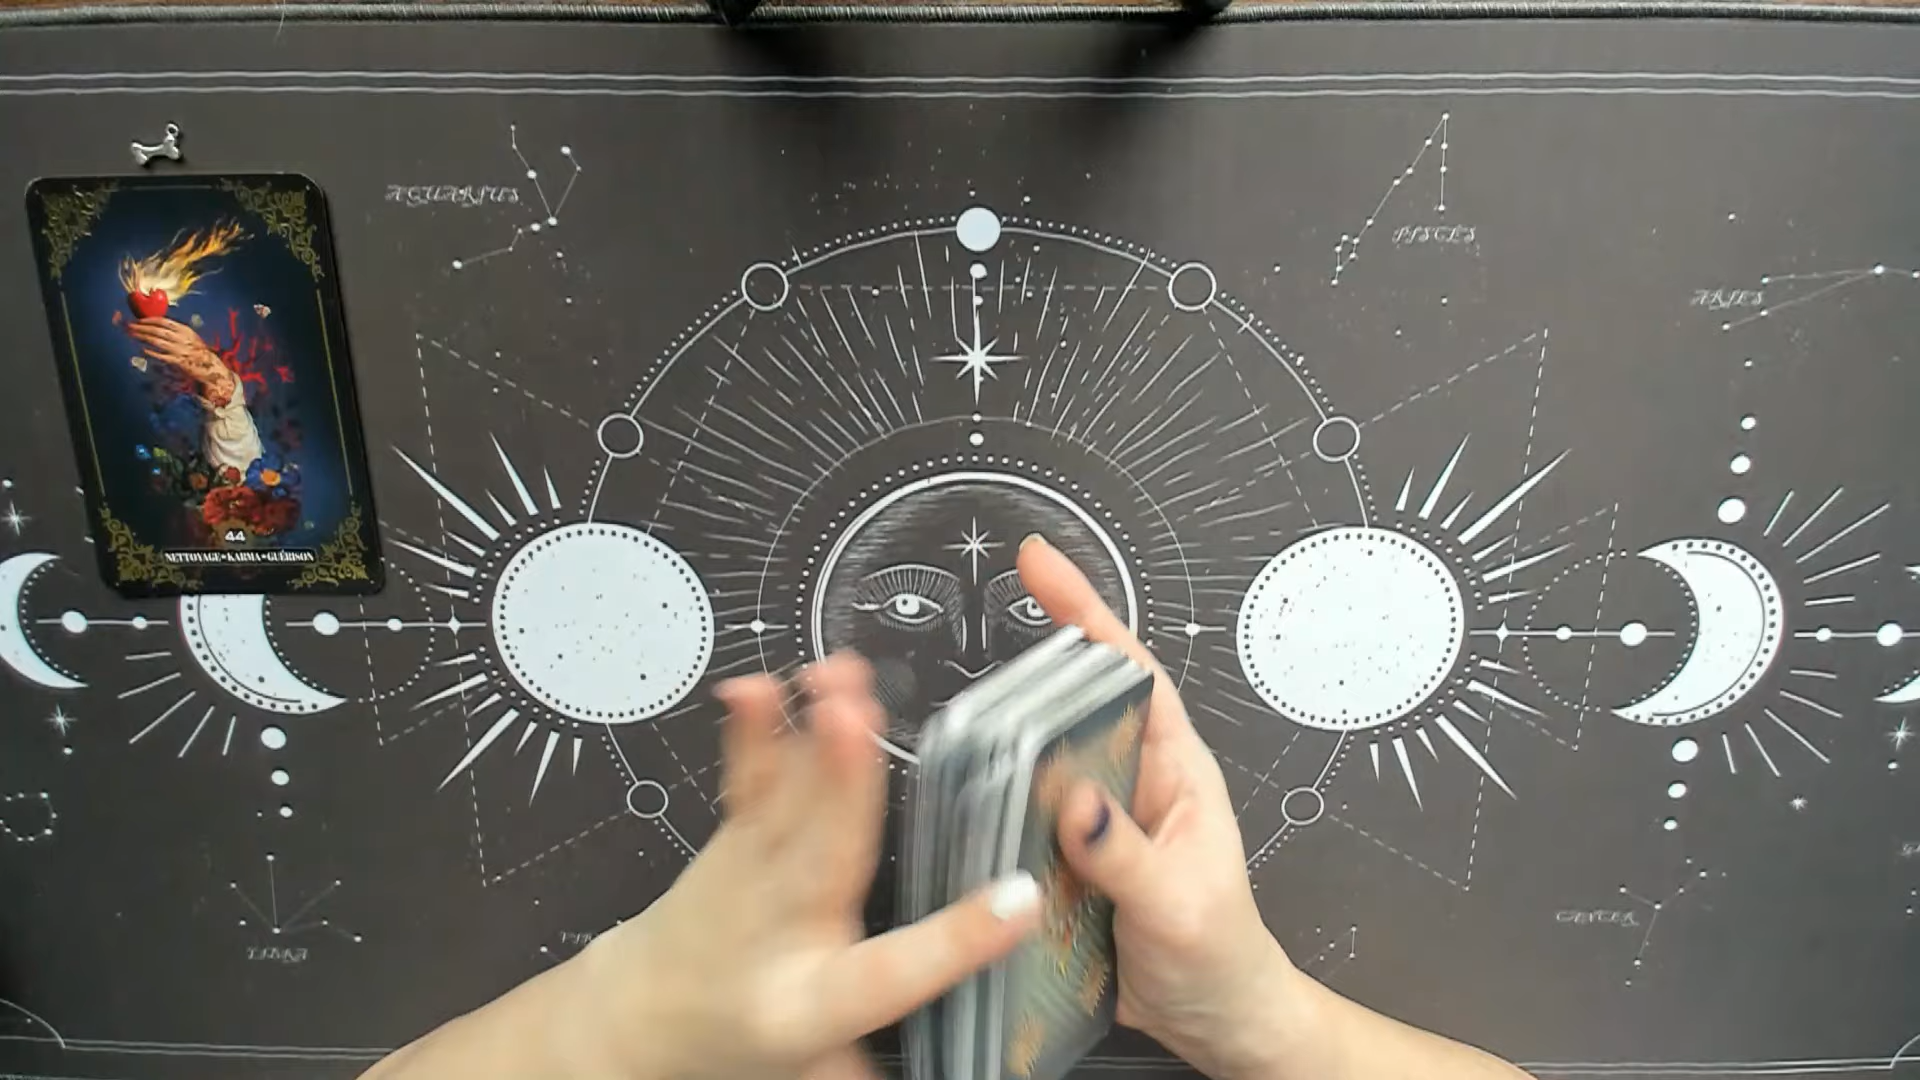 AQUARIUS
PISCES
ARIES
44
NETTOYAGE•KARMA•GUÉRISON
CANCER
LIBRA